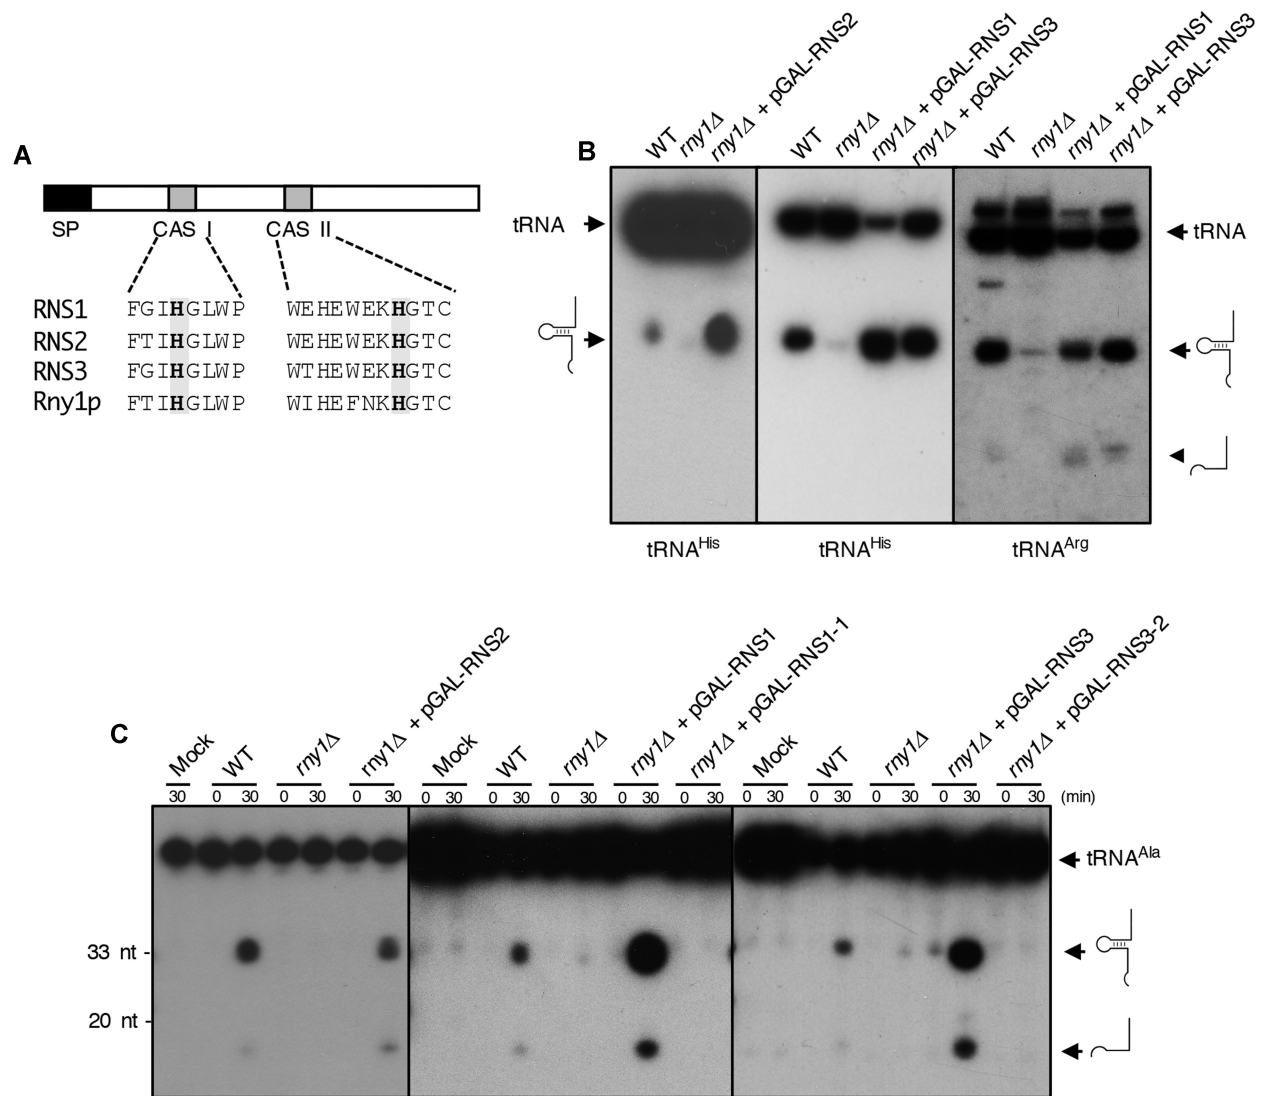 A
SP
CAS I
CAS II
RNS1 FGIHGLWP WEHEWEKHGTC
RNS2 FTIHGLWP WEHEWEKHGTC
RNS3 FGIHGLWP WTHEWEKHGTC
Rny1p FTIHGLWP WIHEFNKHGTC
B
WT
rny1Δ
rny1Δ + pGAL-RNS2
WT
rny1Δ
rny1Δ + pGAL-RNS1
rny1Δ + pGAL-RNS3
WT
rny1Δ
rny1Δ + pGAL-RNS1
rny1Δ + pGAL-RNS3
tRNA
tRNA
tRNAHis
tRNAHis
tRNAArg
C
Mock
WT
rny1Δ
rny1Δ + pGAL-RNS2
Mock
WT
rny1Δ
rny1Δ + pGAL-RNS1
rny1Δ + pGAL-RNS1-1
Mock
WT
rny1Δ
rny1Δ + pGAL-RNS3
rny1Δ + pGAL-RNS3-2
30 0 30 0 30 0 30 0 30 0 30 0 30 0 30 0 30 0 30 0 30 0 30 0 30 0 30 (min)
tRNAAla
33 nt -
20 nt -